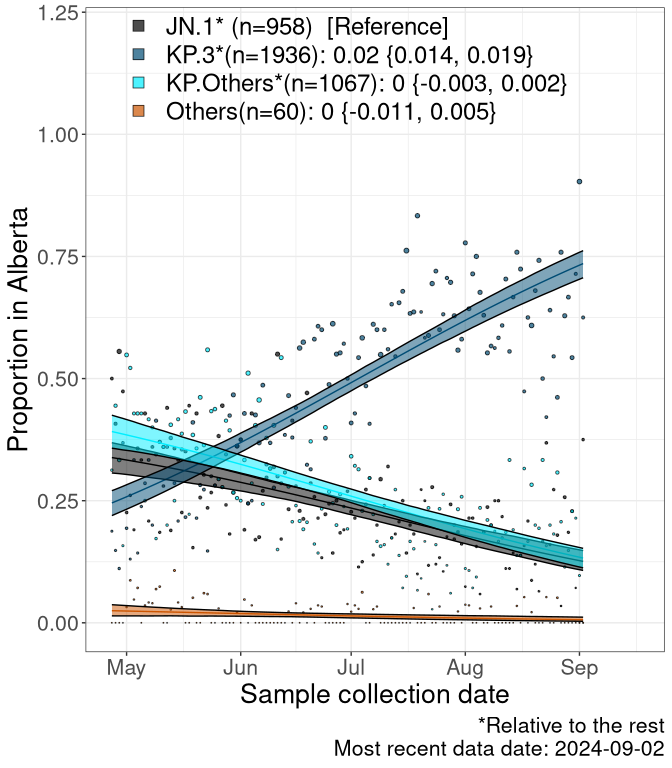 JN.1* (n=958)  [Reference]
KP.3*(n=1936): 0.02 {0.014, 0.019}
KP.Others*(n=1067): 0 {-0.003, 0.002}
Others(n=60): 0 {-0.011, 0.005}
1.25
1.00
0.75
0.50
0.25
0.00
Proportion in Alberta
May Jun Jul Aug Sep
Sample collection date
*Relative to the rest
Most recent data date: 2024-09-02